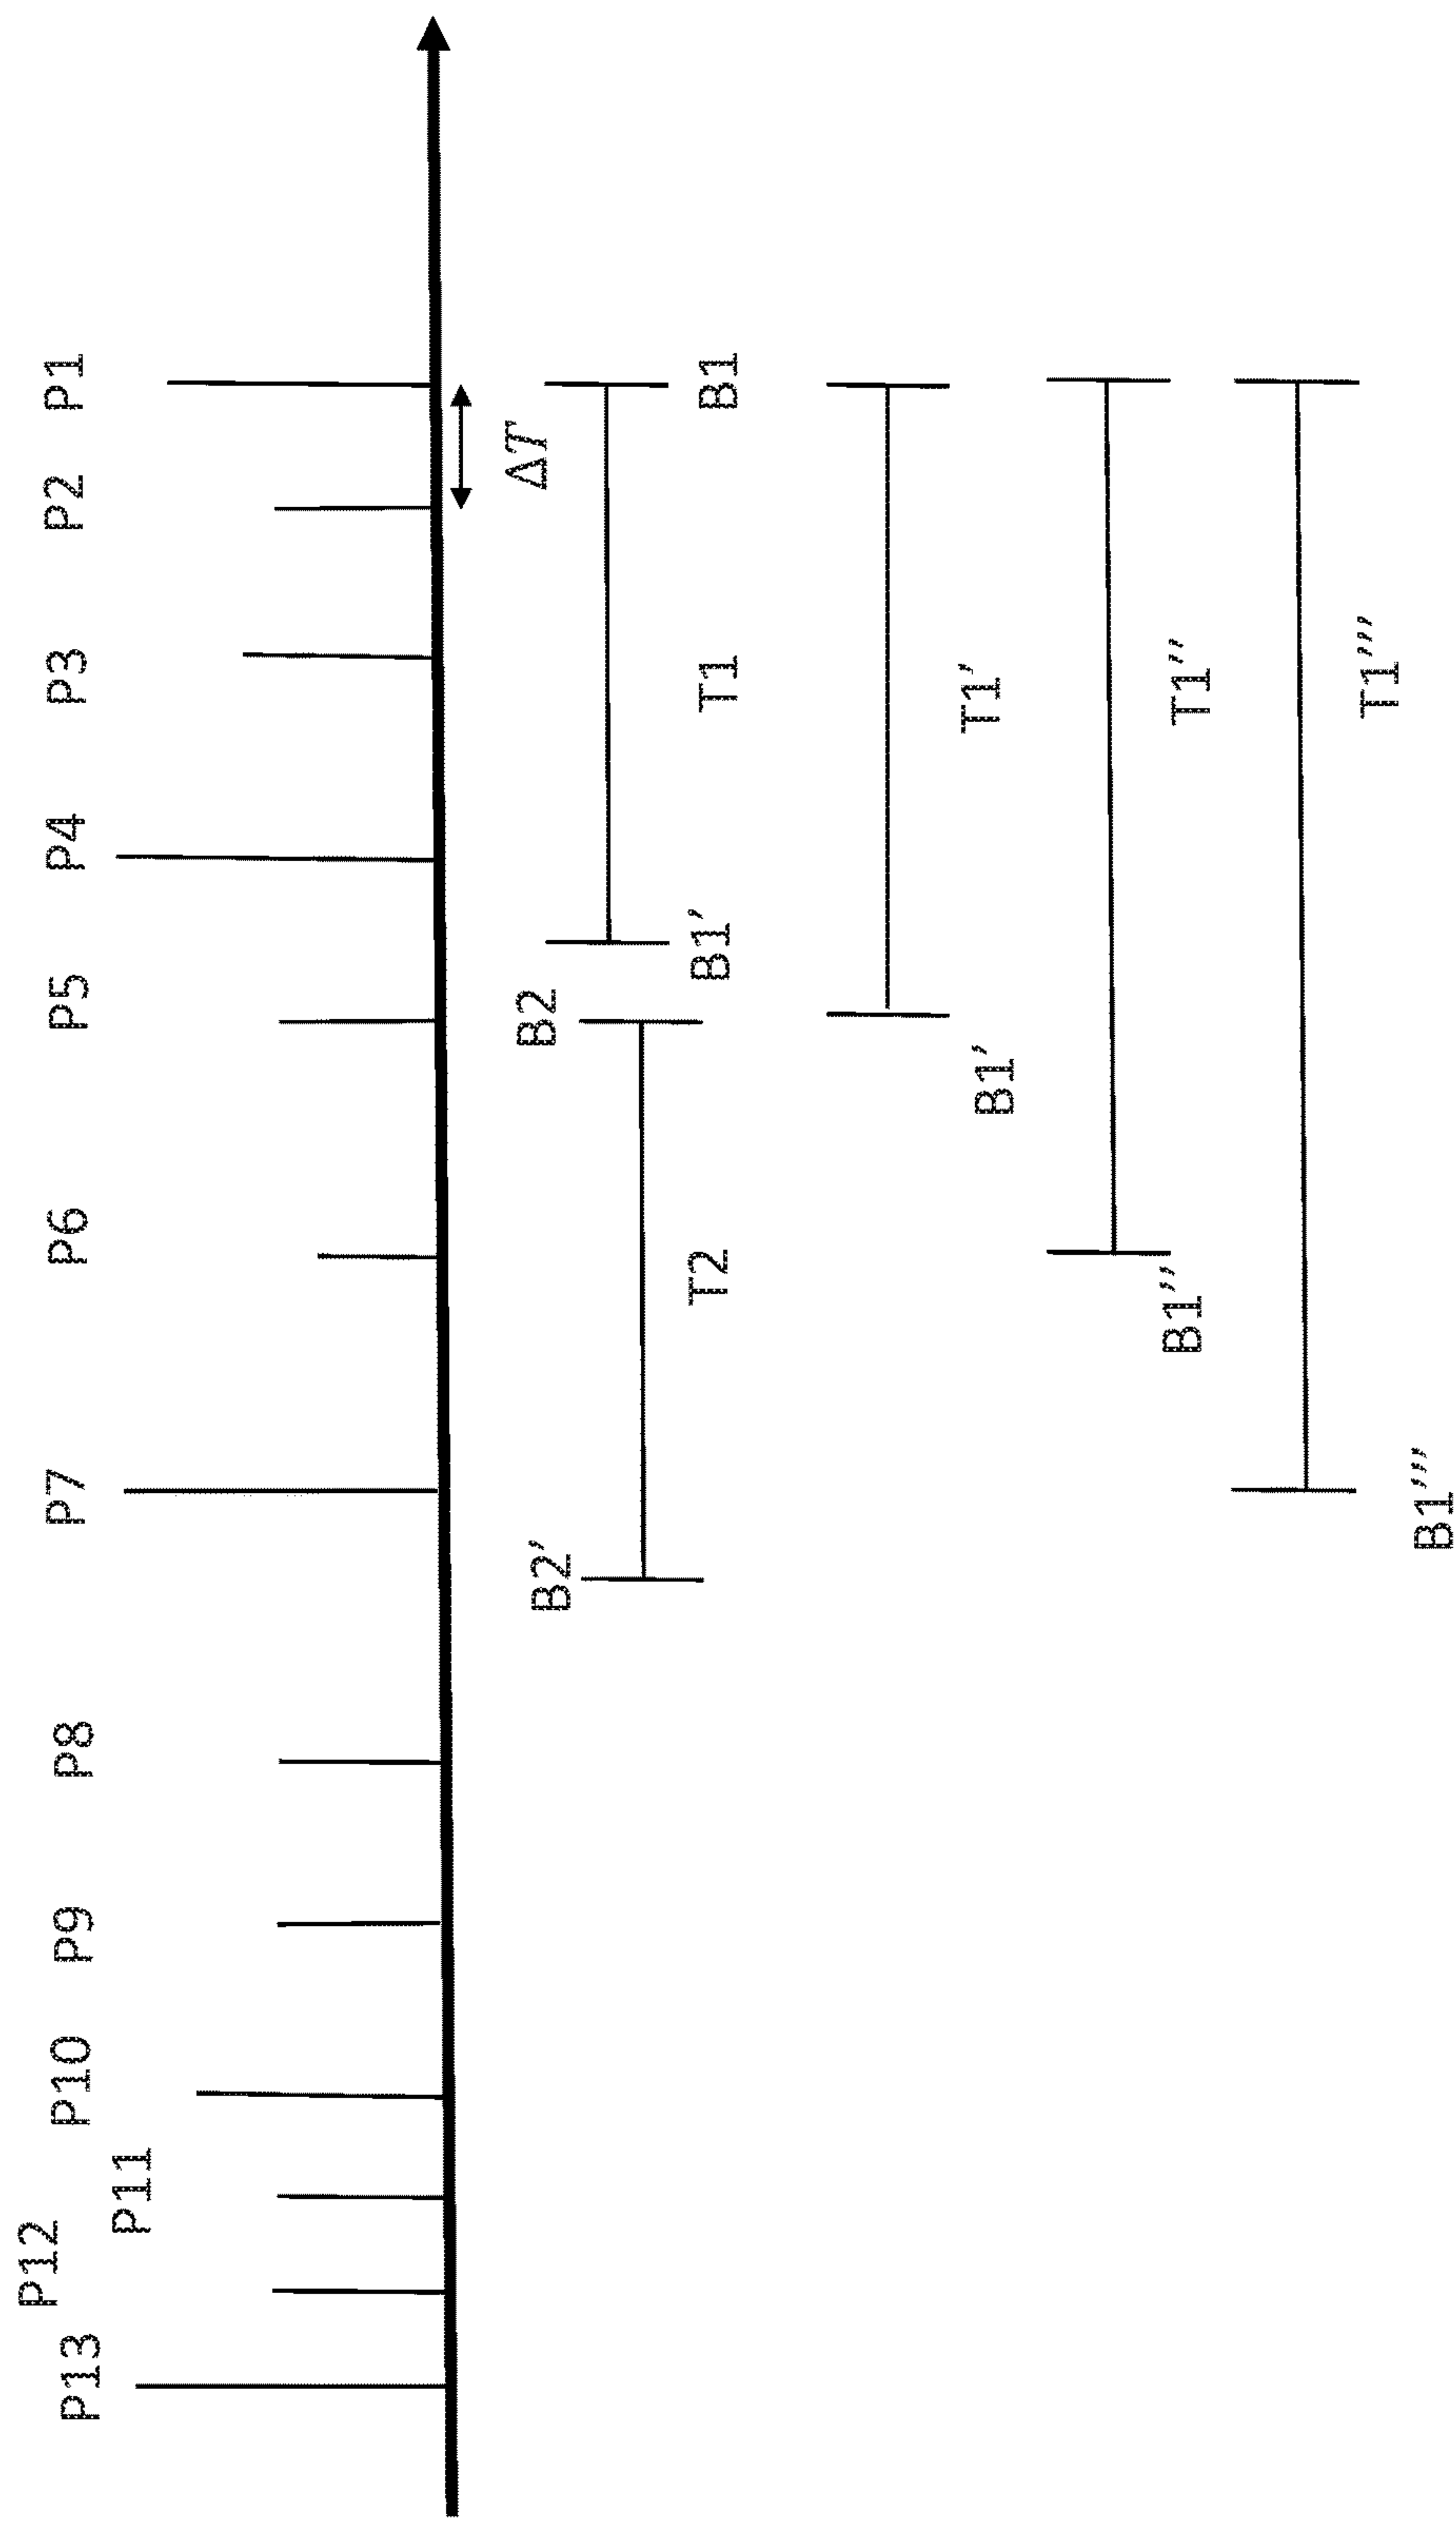 P13 P12 P11 P10 P9 P8 P7 P6 P5 P4 P3 P2 P1
ΔT
B2' B2
T2 B1' T1 B1
B1' T1'
B1'' T1''
B1''' T1'''